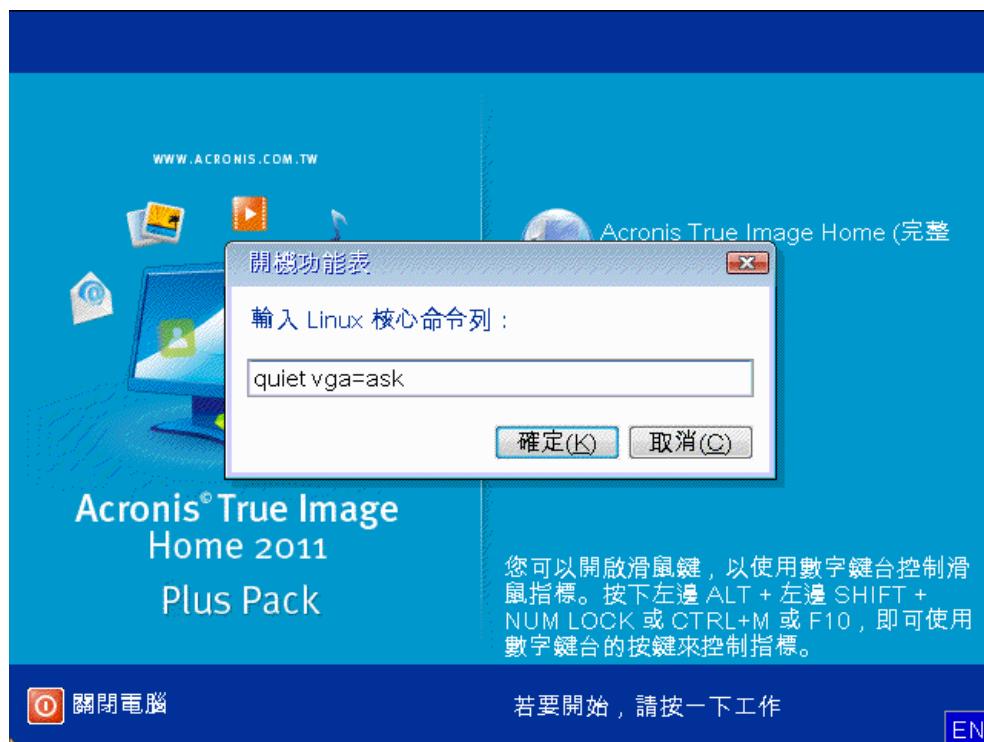 WWW.ACRONIS.COM.TW
Acronis True Image Home (完整
開機功能表
輸入 Linux 核心命令列：
quiet vga=ask
確定(K)
取消(C)
Acronis® True Image
Home 2011
Plus Pack
您可以開啟滑鼠鍵，以使用數字鍵台控制滑
鼠指標。按下左邊 ALT + 左邊 SHIFT +
NUM LOCK 或 CTRL+M 或 F10，即可使用
數字鍵台的按鍵來控制指標。
關閉電腦
若要開始，請按一下工作
EN